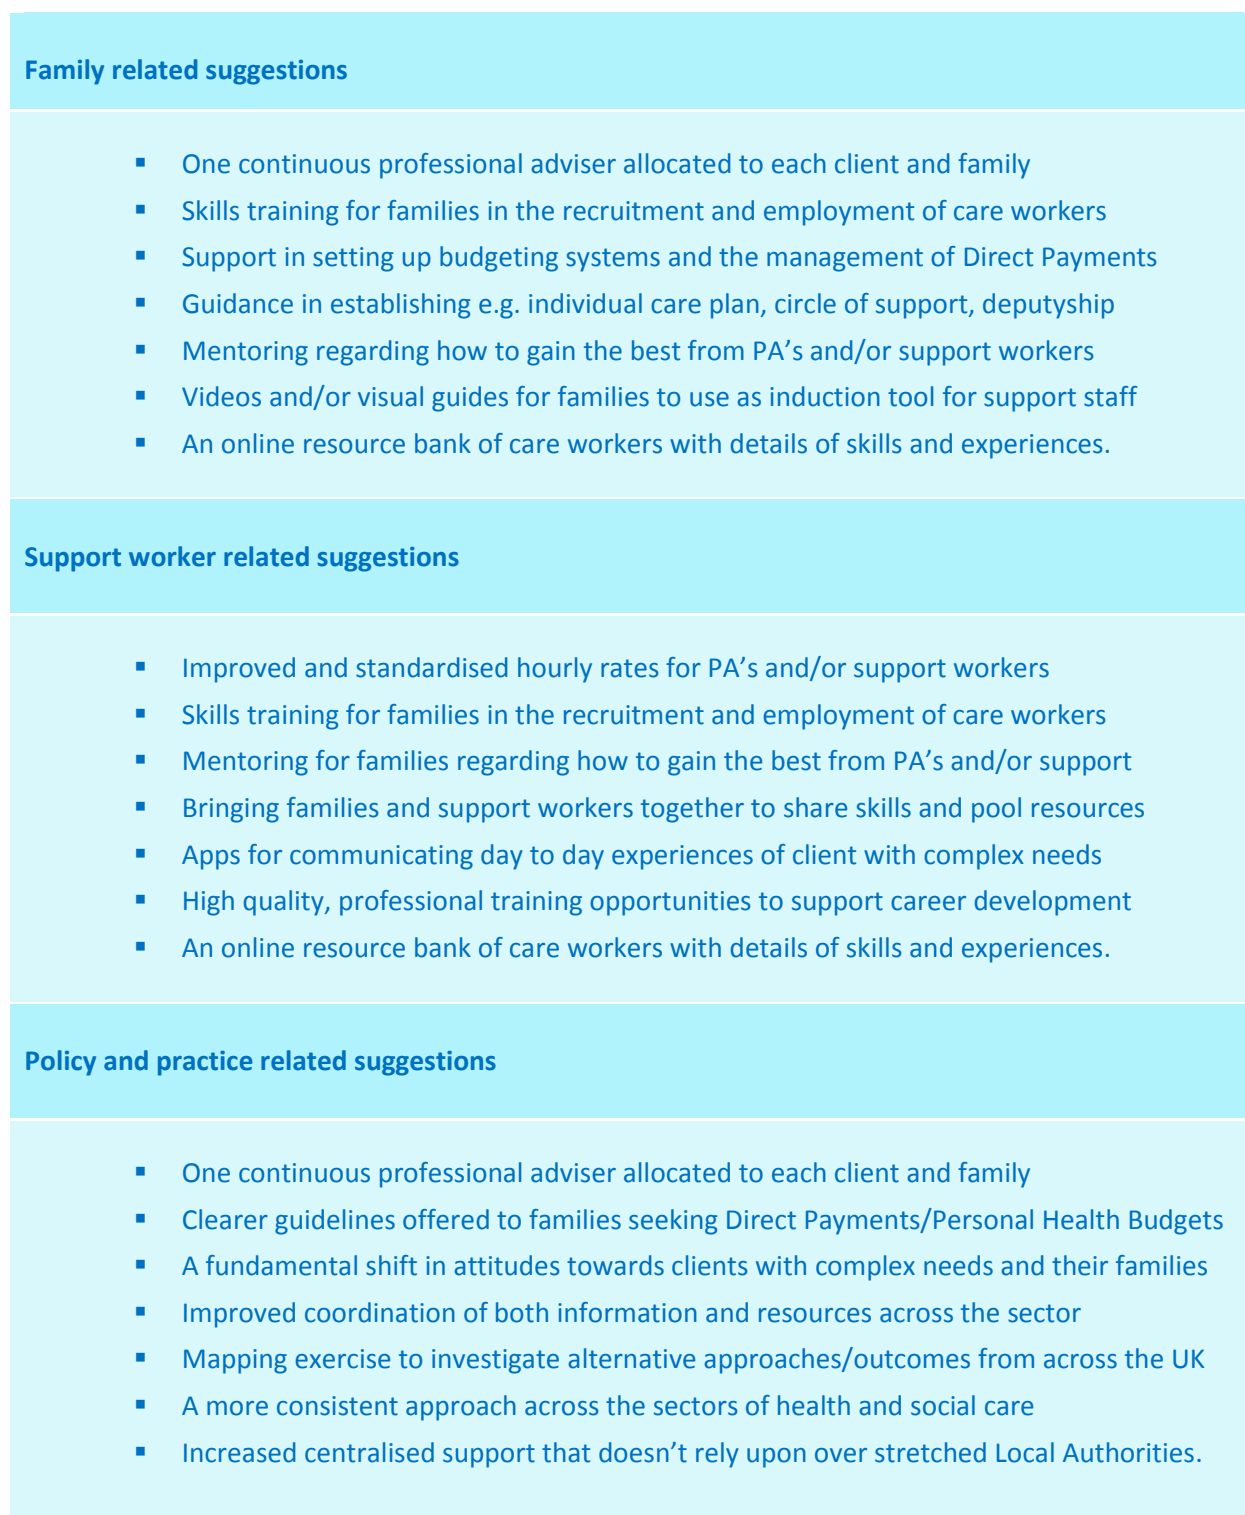 Family related suggestions
▪ One continuous professional adviser allocated to each client and family
▪ Skills training for families in the recruitment and employment of care workers
▪ Support in setting up budgeting systems and the management of Direct Payments
▪ Guidance in establishing e.g. individual care plan, circle of support, deputyship
▪ Mentoring regarding how to gain the best from PA’s and/or support workers
▪ Videos and/or visual guides for families to use as induction tool for support staff
▪ An online resource bank of care workers with details of skills and experiences.
Support worker related suggestions
▪ Improved and standardised hourly rates for PA’s and/or support workers
▪ Skills training for families in the recruitment and employment of care workers
▪ Mentoring for families regarding how to gain the best from PA’s and/or support
▪ Bringing families and support workers together to share skills and pool resources
▪ Apps for communicating day to day experiences of client with complex needs
▪ High quality, professional training opportunities to support career development
▪ An online resource bank of care workers with details of skills and experiences.
Policy and practice related suggestions
▪ One continuous professional adviser allocated to each client and family
▪ Clearer guidelines offered to families seeking Direct Payments/Personal Health Budgets
▪ A fundamental shift in attitudes towards clients with complex needs and their families
▪ Improved coordination of both information and resources across the sector
▪ Mapping exercise to investigate alternative approaches/outcomes from across the UK
▪ A more consistent approach across the sectors of health and social care
▪ Increased centralised support that doesn’t rely upon over stretched Local Authorities.